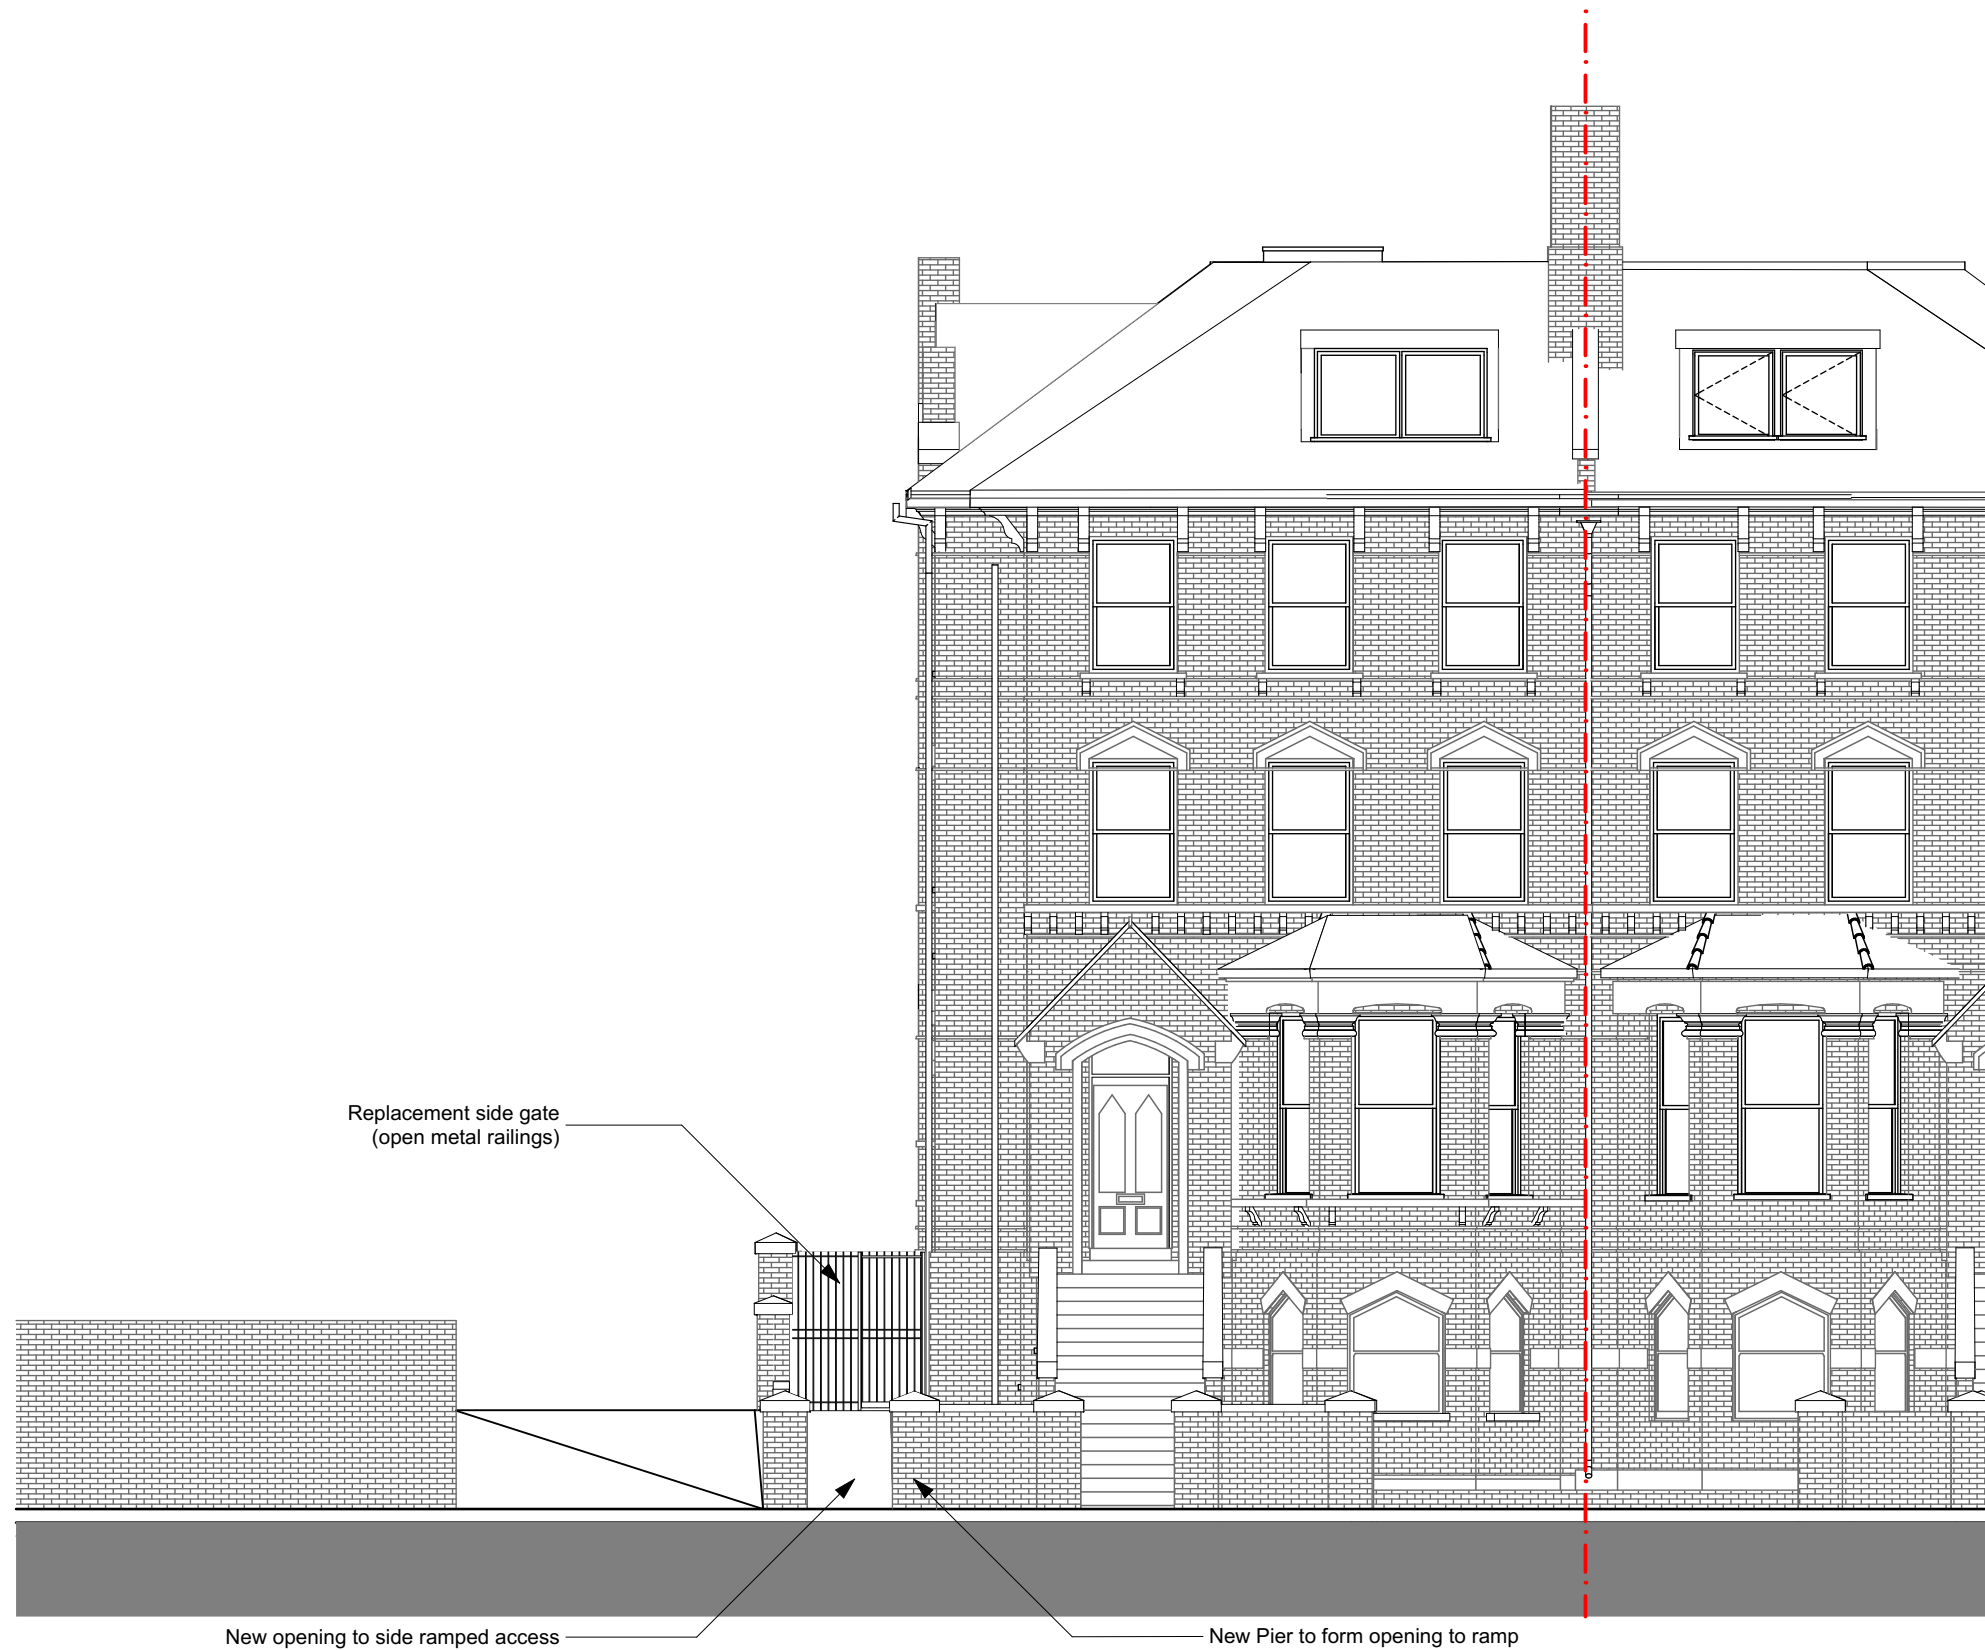 Replacement side gate
(open metal railings)
New opening to side ramped access
New Pier to form opening to ramp